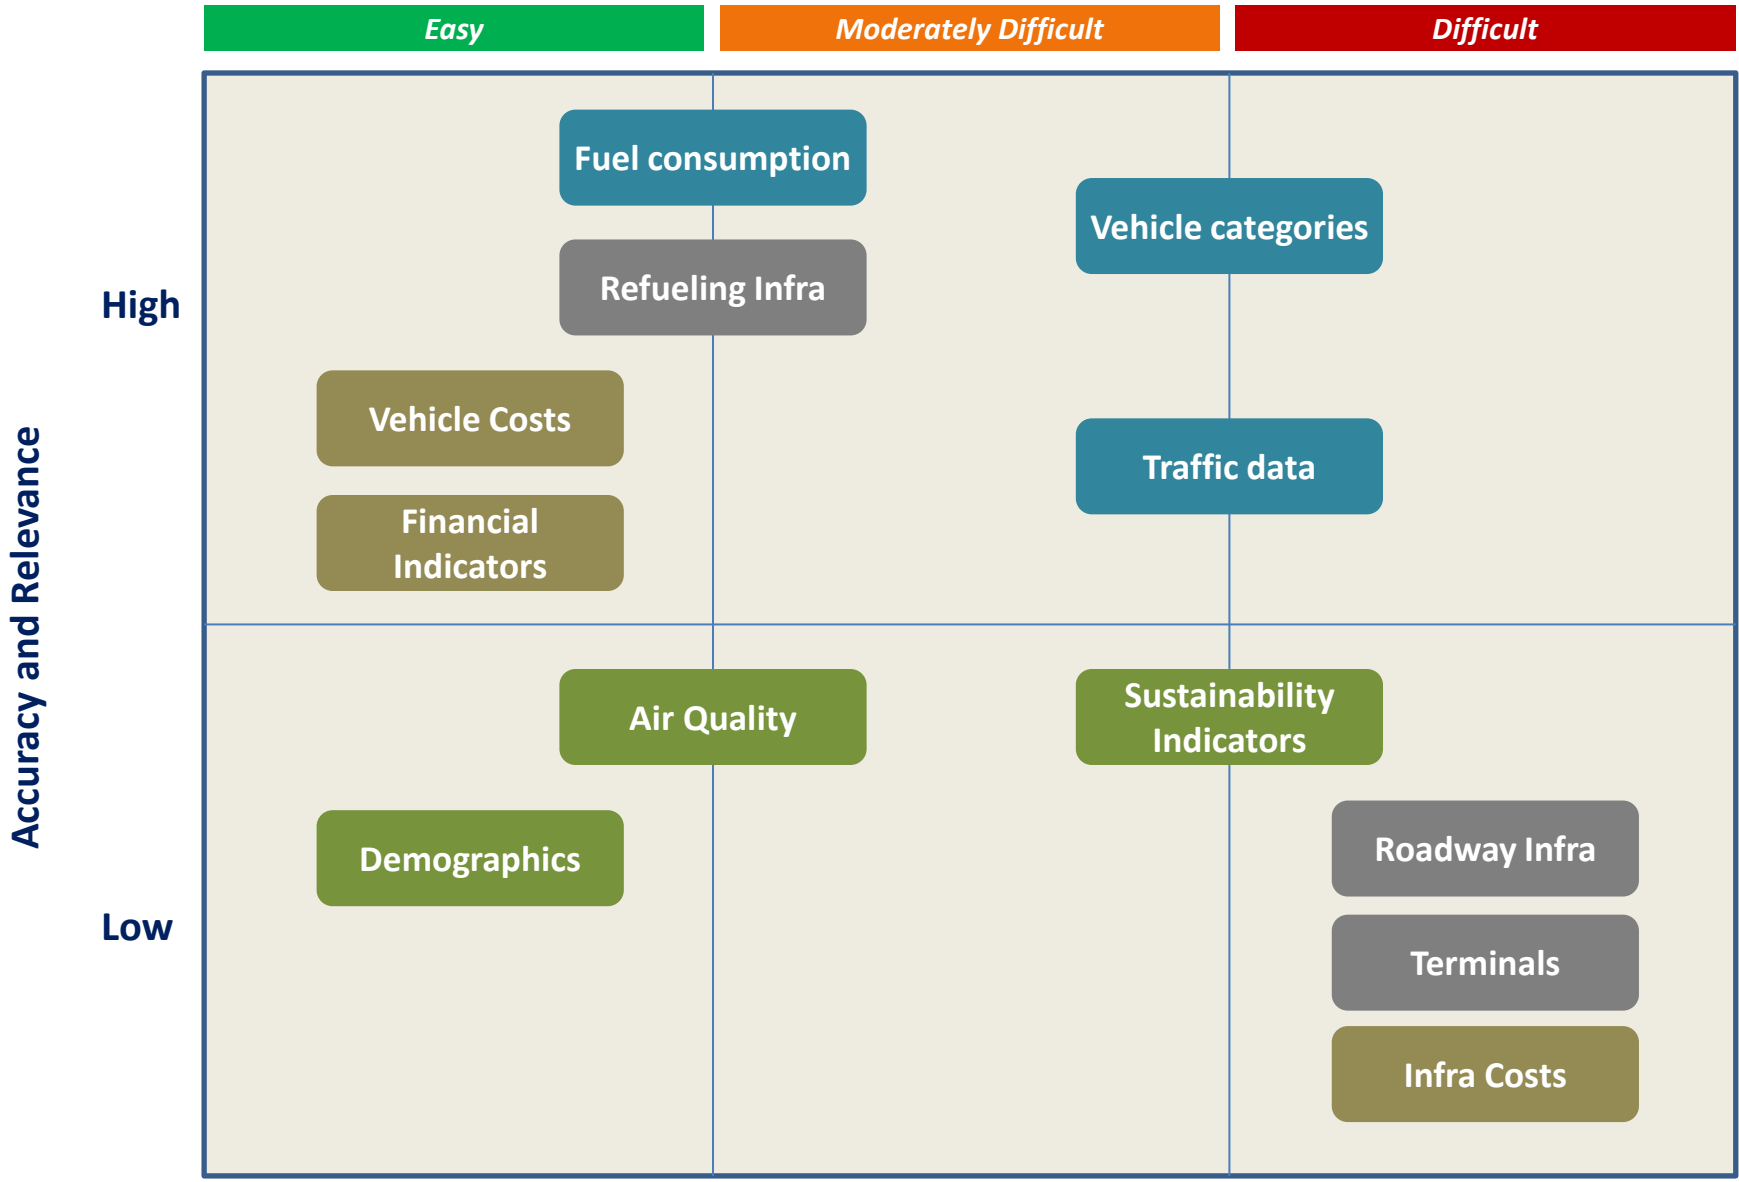 Easy
Moderately Difficult
Difficult
Fuel consumption
Vehicle categories
Refueling Infra
High
Vehicle Costs
Traffic data
Financial
Indicators
Accuracy and Relevance
Air Quality
Sustainability
Indicators
Demographics
Roadway Infra
Low
Terminals
Infra Costs